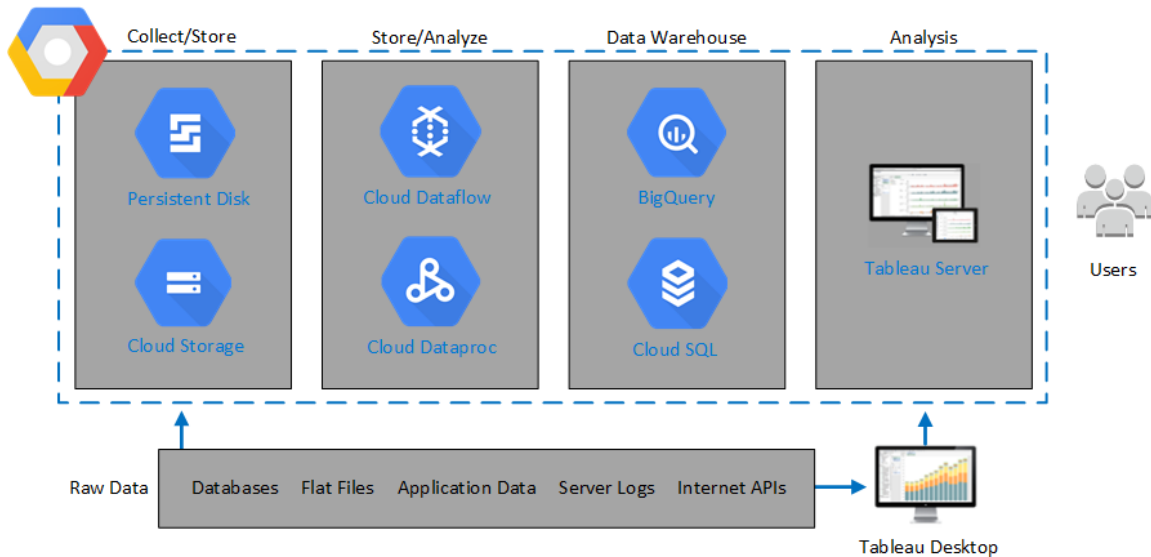 Collect/Store
Store/Analyze
Data Warehouse
Analysis
Persistent Disk
Cloud Dataflow
BigQuery
Tableau Server
Cloud Storage
Cloud Dataproc
Cloud SQL
Users
Raw Data
Databases
Flat Files
Application Data
Server Logs
Internet APIs
Tableau Desktop